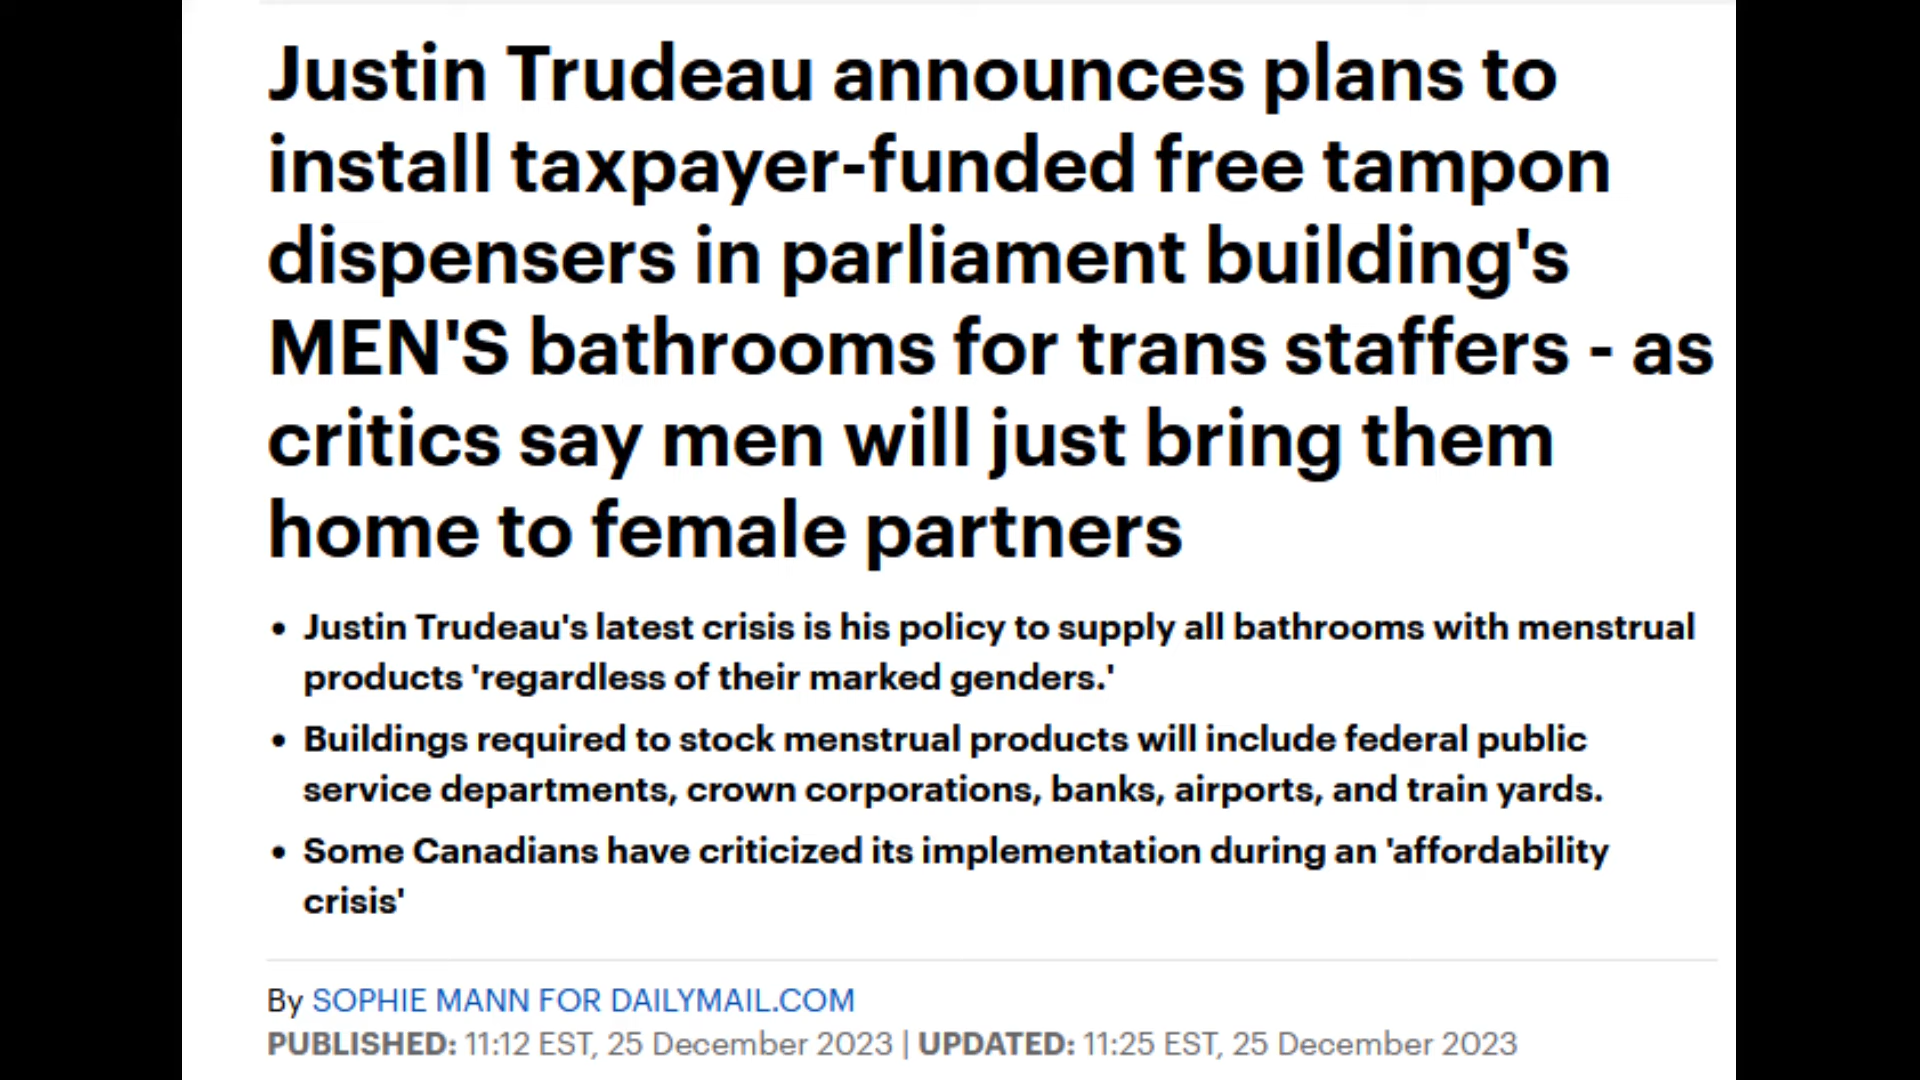 Justin Trudeau announces plans to
install taxpayer-funded free tampon
dispensers in parliament building's
MEN'S bathrooms for trans staffers - as
critics say men will just bring them
home to female partners
• Justin Trudeau's latest crisis is his policy to supply all bathrooms with menstrual
products 'regardless of their marked genders.'
• Buildings required to stock menstrual products will include federal public
service departments, crown corporations, banks, airports, and train yards.
• Some Canadians have criticized its implementation during an 'affordability
crisis'
By SOPHIE MANN FOR DAILYMAIL.COM
PUBLISHED: 11:12 EST, 25 December 2023 | UPDATED: 11:25 EST, 25 December 2023